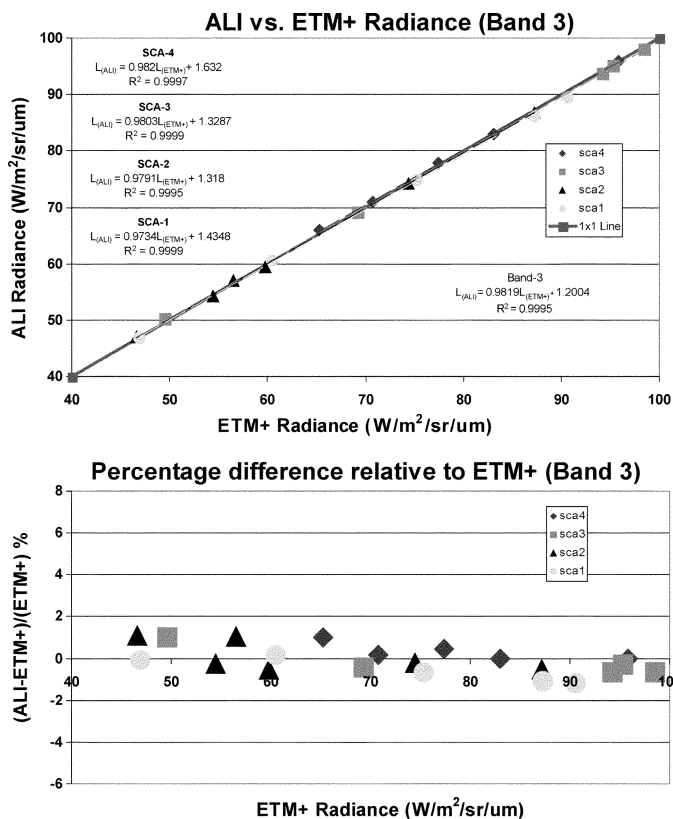 ALI vs. ETM+ Radiance (Band 3)
ALI Radiance (W/m²/sr/um)
100
90
80
70
60
50
40
SCA-4
L(ALI) = 0.982L(ETM+) + 1.632
R² = 0.9997
SCA-3
L(ALI) = 0.9803L(ETM+) + 1.3287
R² = 0.9999
SCA-2
L(ALI) = 0.9791L(ETM+) + 1.318
R² = 0.9995
SCA-1
L(ALI) = 0.9734L(ETM+) + 1.4348
R² = 0.9999
sca4
sca3
sca2
sca1
1x1 Line
Band-3
L(ALI) = 0.9819L(ETM+) + 1.2004
R² = 0.9995
40 50 60 70 80 90 100
ETM+ Radiance (W/m²/sr/um)
Percentage difference relative to ETM+ (Band 3)
(ALI-ETM+)/(ETM+) %
8
6
4
2
0
-2
-4
-6
sca4
sca3
sca2
sca1
40 50 60 70 80 90 100
ETM+ Radiance (W/m²/sr/um)